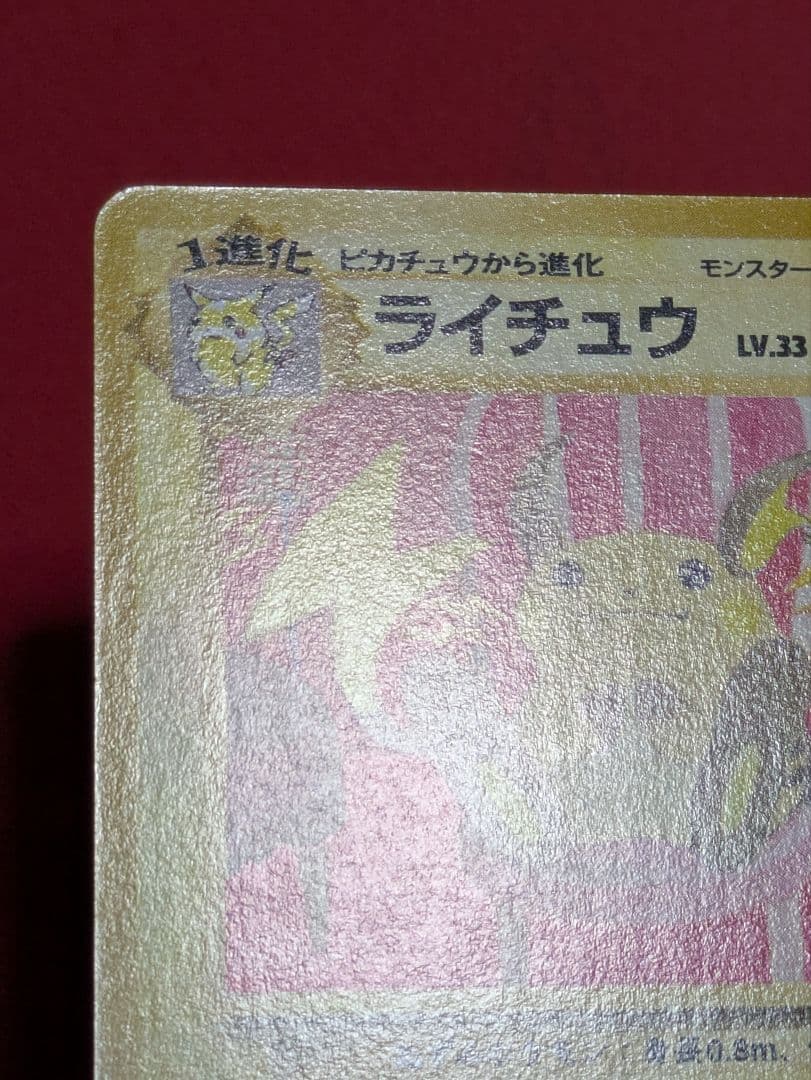 1進化
ピカチュウから進化
モンスター
ライチュウ LV.33
身長0.8m、